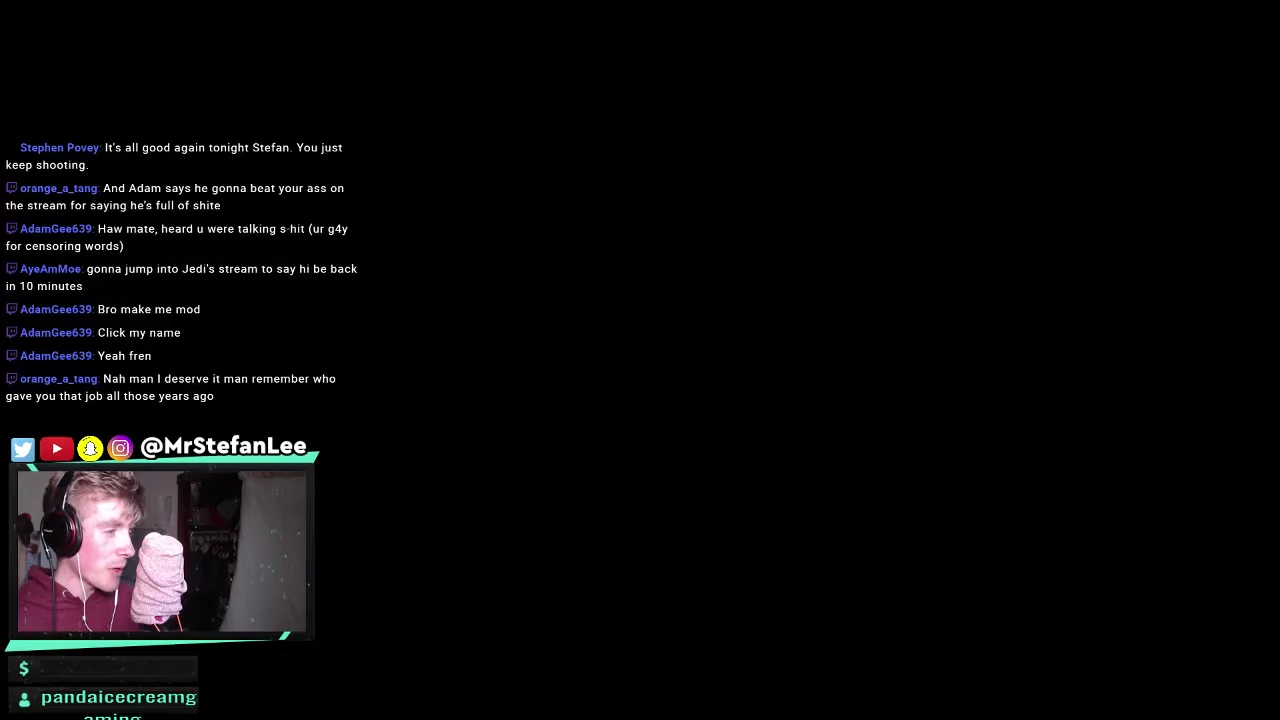 Stephen Povey: It's all good again tonight Stefan. You just
keep shooting.
orange_a_tang: And Adam says he gonna beat your ass on
the stream for saying he’s full of shite
AdamGee639: Haw mate, heard u were talking s-hit (ur g4y
for censoring words)
AyeAmMoe: gonna jump into Jedi's stream to say hi be back
in 10 minutes
AdamGee639: Bro make me mod
AdamGee639: Click my name
AdamGee639: Yeah fren
orange_a_tang: Nah man I deserve it man remember who
gave you that job all those years ago
@MrStefanLee
$
pandaicecreamg
aming